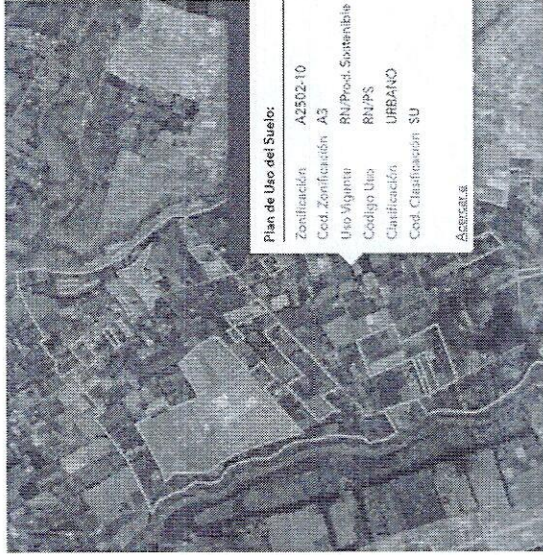 Plan de Uso del Suelo:
Zonificación A2502-10
Cod. Zonificación A3
Uso Vigente RN/Prod. Sostenible
Código Uso RN/PS
Clasificación URBANO
Cod. Clasificación SU
Acercar a